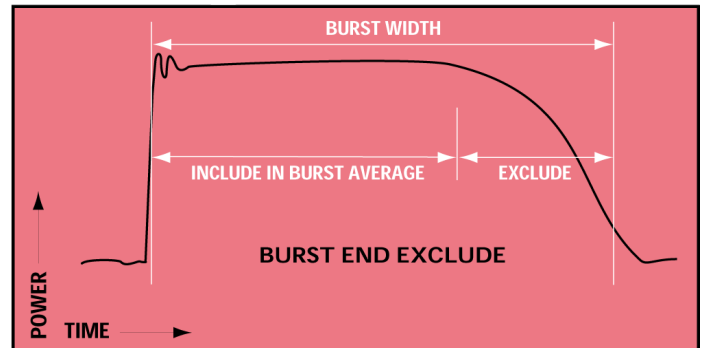 BURST WIDTH
INCLUDE IN BURST AVERAGE
EXCLUDE
BURST END EXCLUDE
POWER
TIME